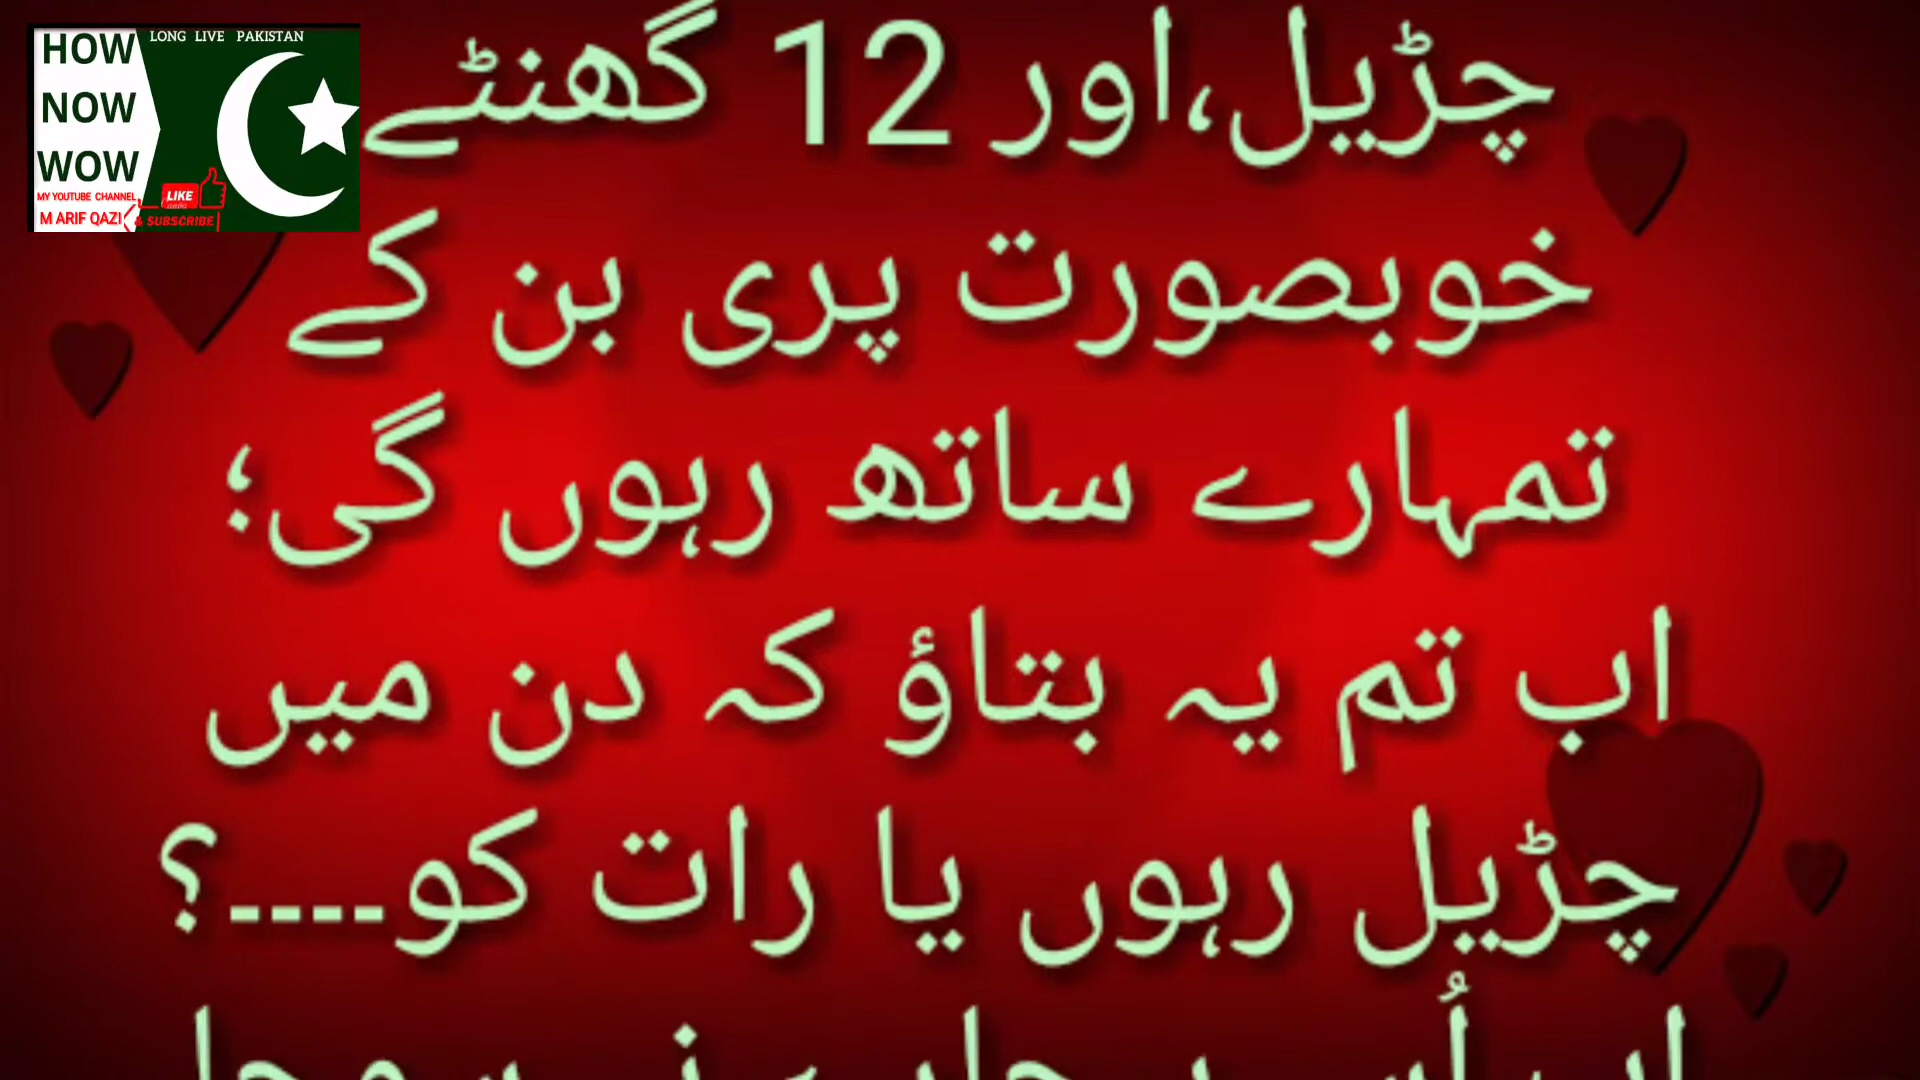 HOW
NOW
WOW
LONG LIVE PAKISTAN
MY YOUTUBE CHANNEL
M ARIF QAZI
LIKE
& SUBSCRIBE
چڑیل،اور 12 گھنٹے
خوبصورت پری بن کے
تمہارے ساتھ رہوں گی؛
اب تم یہ بتاؤ کہ دن میں
چڑیل رہوں یا رات کو----؟